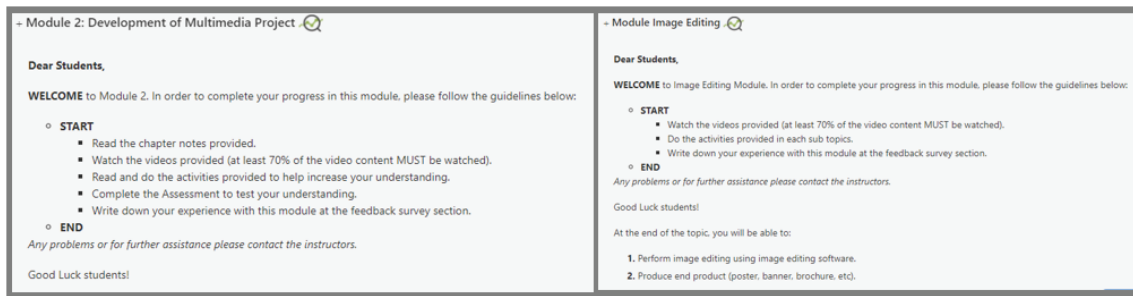 + Module 2: Development of Multimedia Project
Dear Students,
WELCOME to Module 2. In order to complete your progress in this module, please follow the guidelines below:
START
Read the chapter notes provided.
Watch the videos provided (at least 70% of the video content MUST be watched).
Read and do the activities provided to help increase your understanding.
Complete the Assessment to test your understanding.
Write down your experience with this module at the feedback survey section.
END
Any problems or for further assistance please contact the instructors.
Good Luck students!
+ Module Image Editing
Dear Students,
WELCOME to Image Editing Module. In order to complete your progress in this module, please follow the guidelines below:
START
Watch the videos provided (at least 70% of the video content MUST be watched).
Do the activities provided in each sub topics.
Write down your experience with this module at the feedback survey section.
END
Any problems or for further assistance please contact the instructors.
Good Luck students!
At the end of the topic, you will be able to:
1. Perform image editing using image editing software.
2. Produce end product (poster, banner, brochure, etc).